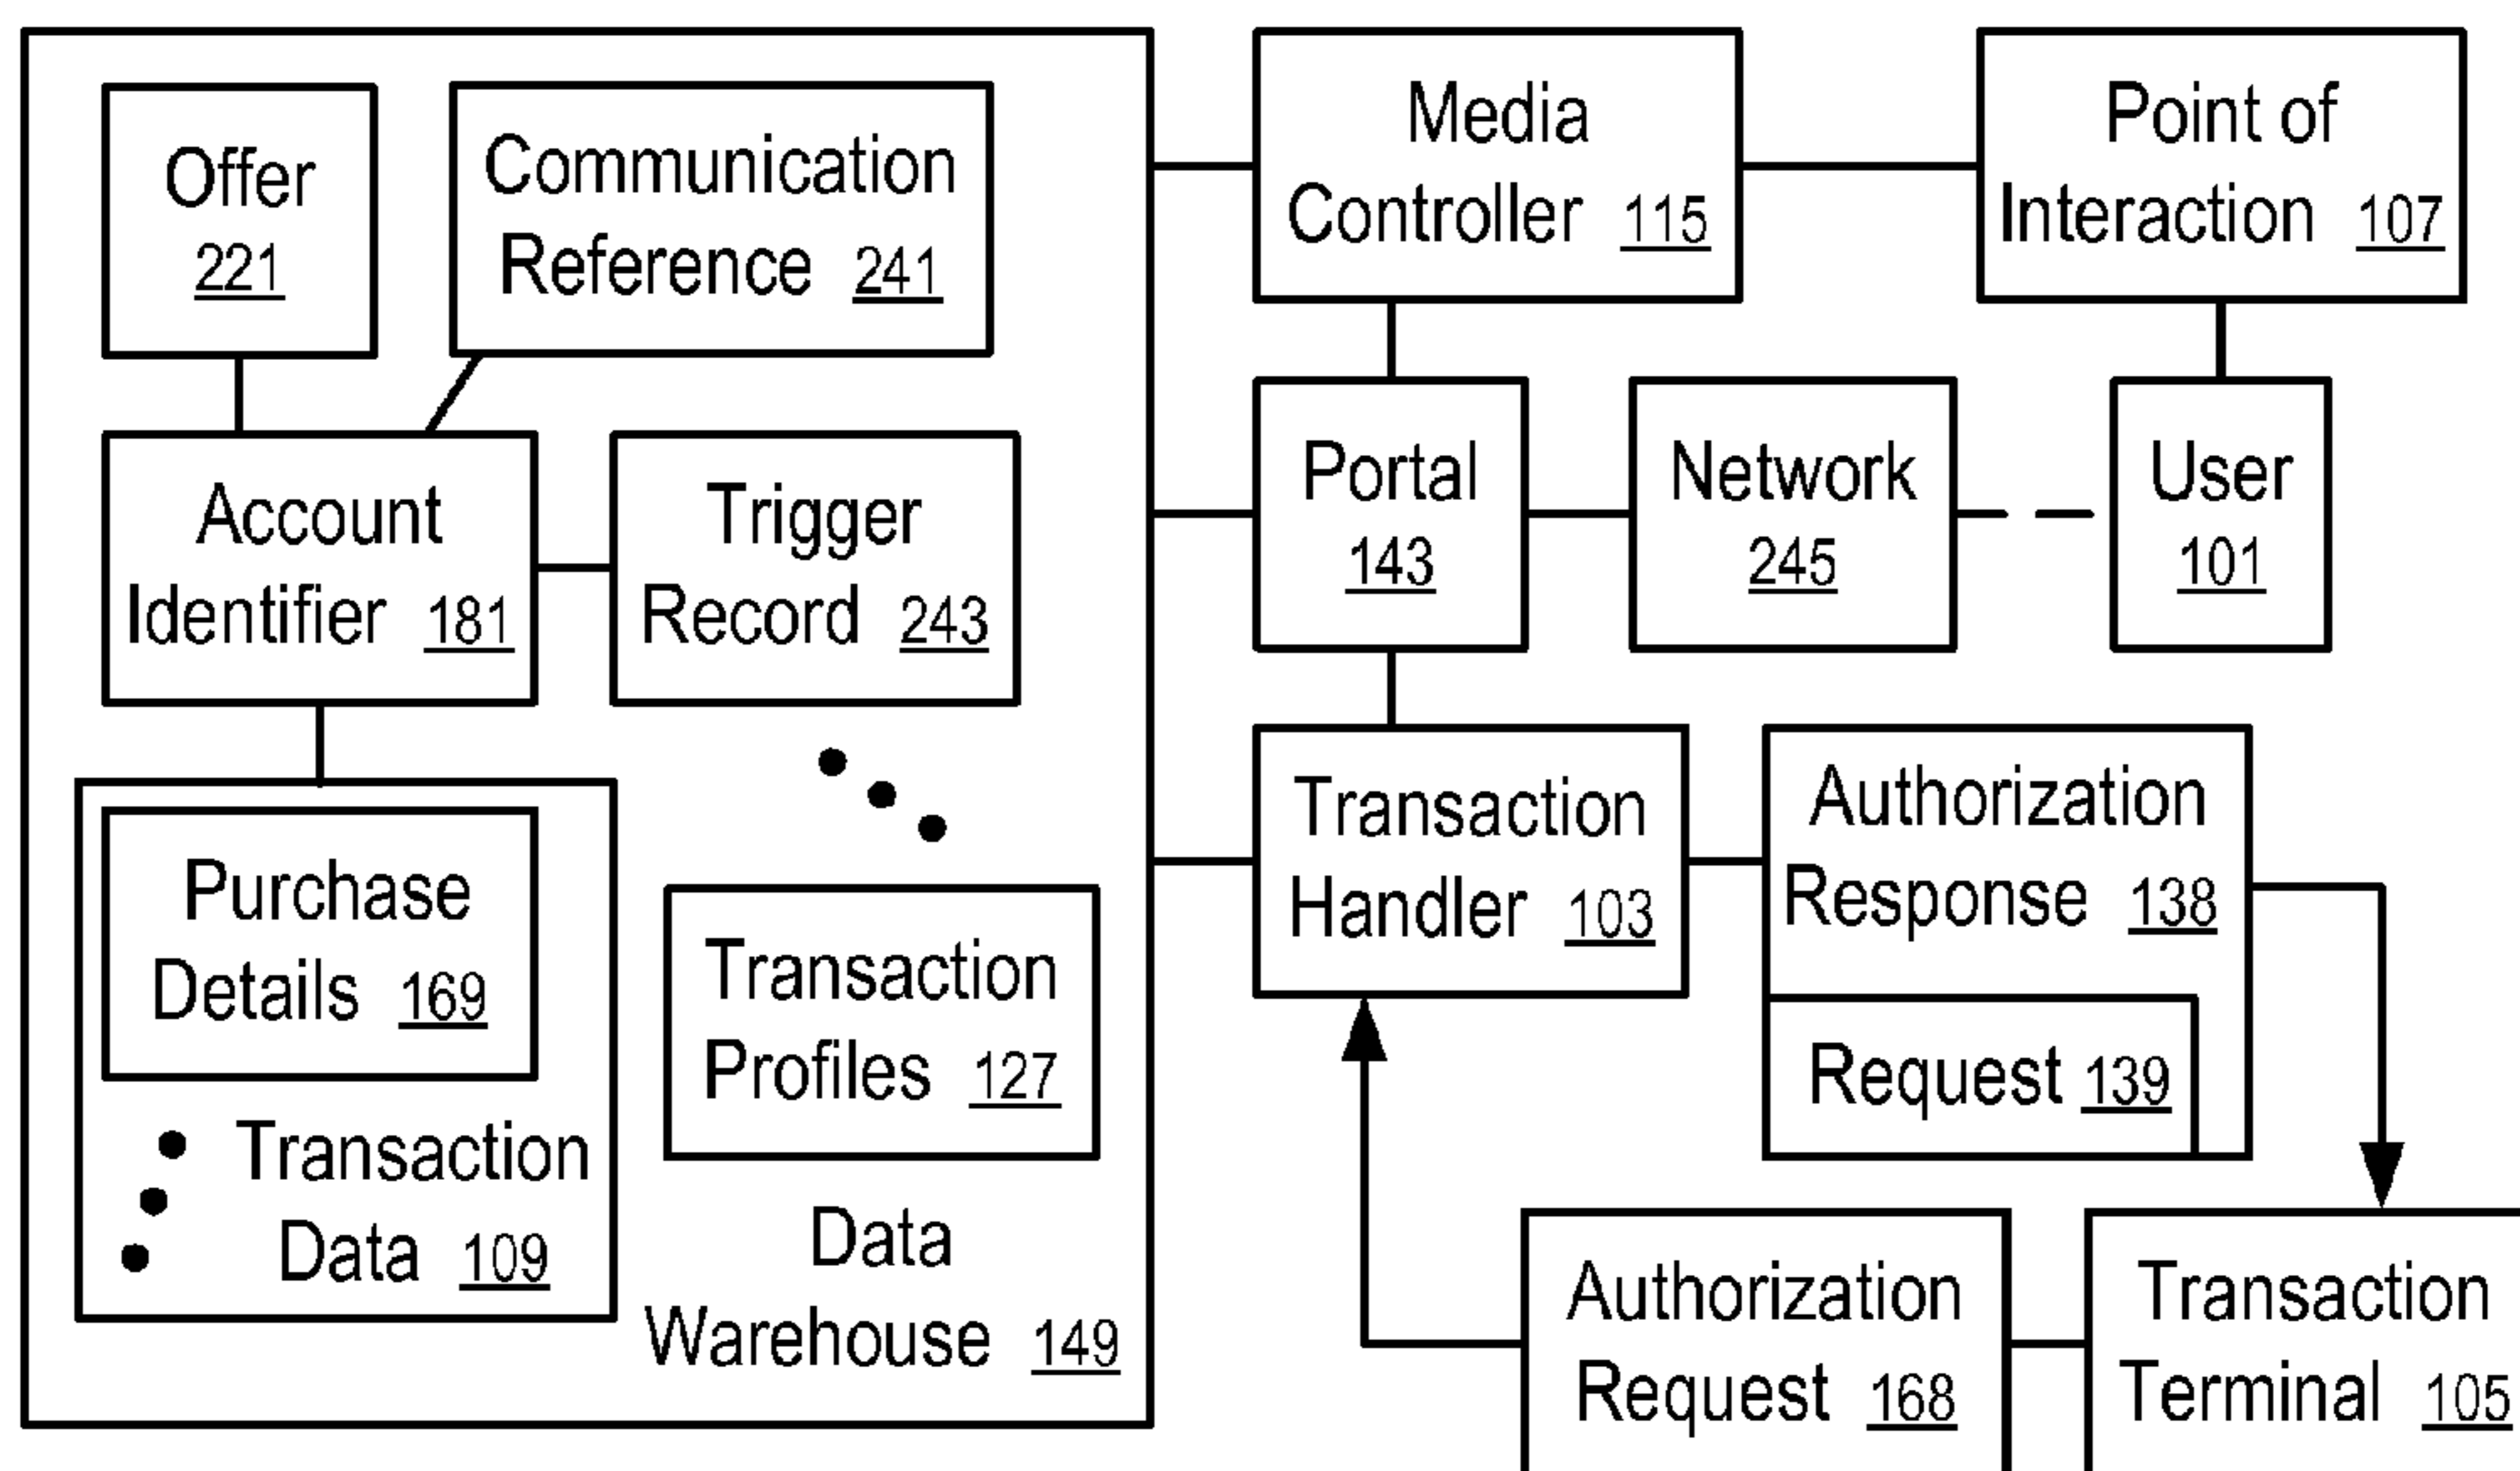 Offer
221
Communication
Reference 241
Account
Identifier 181
Trigger
Record 243
Purchase
Details 169
Transaction
Data 109
Transaction
Profiles 127
Data
Warehouse 149
Media
Controller 115
Point of
Interaction 107
Portal
143
Network
245
User
101
Transaction
Handler 103
Authorization
Response 138
Request 139
Authorization
Request 168
Transaction
Terminal 105